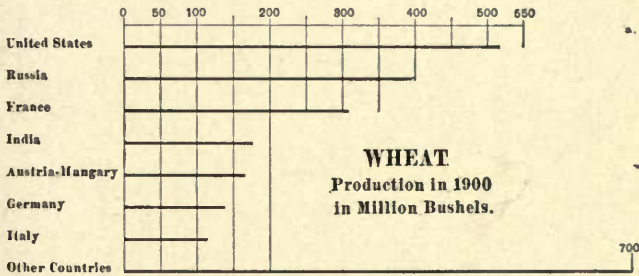 0 50 100 200 300 400 500 550
United States
Russia
France
India
Austria-Hungary
Germany
Italy
Other Countries
WHEAT
Production in 1900
in Million Bushels.
700
a.